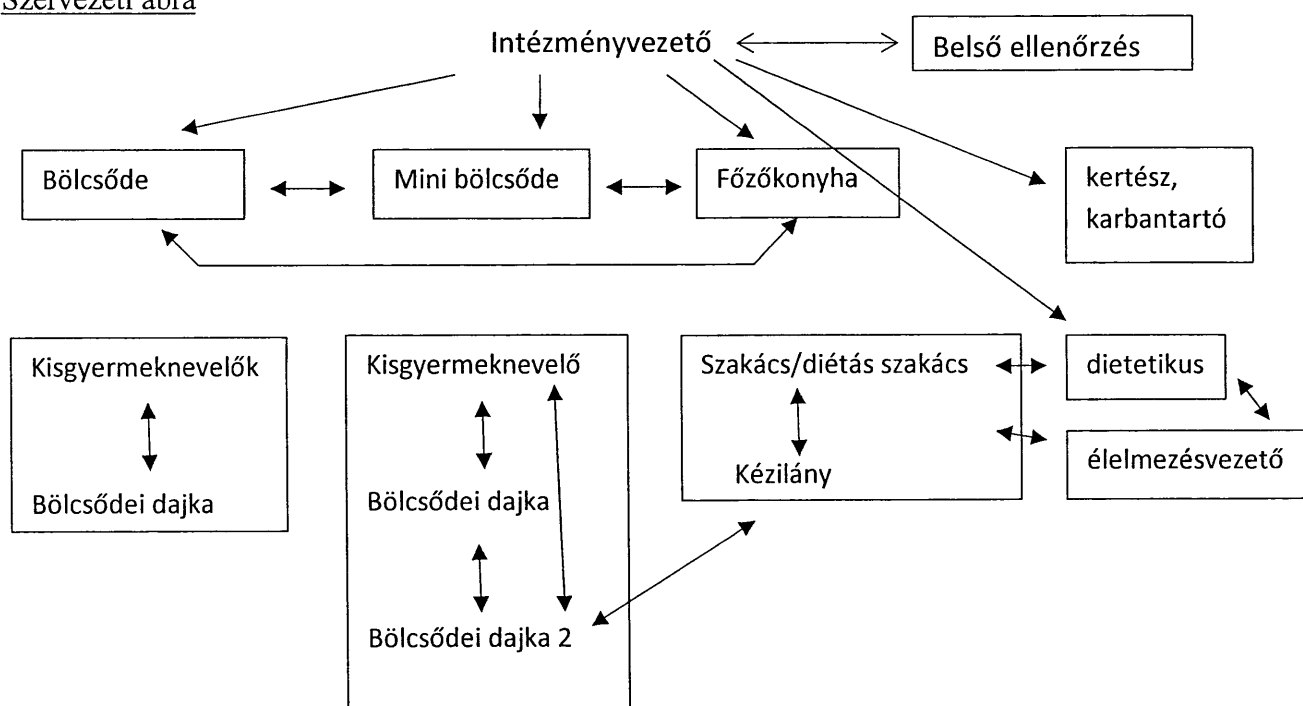 Szervezeti ábra
Intézményvezető
Belső ellenőrzés
Bölcsőde
Mini bölcsőde
Főzőkonyha
kertész,
karbantartó
Kisgyermeknevelők
Bölcsődei dajka
Kisgyermeknevelő
Bölcsődei dajka
Bölcsődei dajka 2
Szakács/diétás szakács
Kézilány
dietetikus
élelmezésvezető